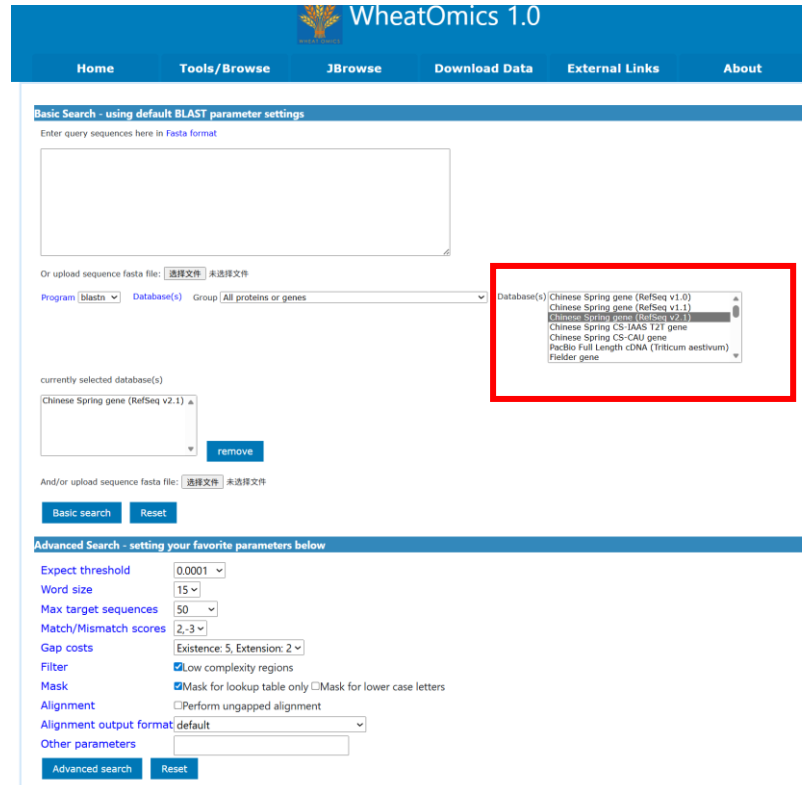 WheatOmics 1.0
Home Tools/Browse JBrowse Download Data External Links About
Basic Search - using default BLAST parameter settings
Enter query sequences here in Fasta format
Or upload sequence fasta file: 选择文件 未选择文件
Program blastn Database(s) Group All proteins or genes Database(s) Chinese Spring gene (RefSeq v1.0)
Chinese Spring gene (RefSeq v1.1)
Chinese Spring gene (RefSeq v2.1)
Chinese Spring CS-IAAS T2T gene
Chinese Spring CS-CAU gene
PacBio Full Length cDNA (Triticum aestivum)
Fielder gene
currently selected database(s)
Chinese Spring gene (RefSeq v2.1)
remove
And/or upload sequence fasta file: 选择文件 未选择文件
Basic search Reset
Advanced Search - setting your favorite parameters below
Expect threshold 0.0001
Word size 15
Max target sequences 50
Match/Mismatch scores 2,-3
Gap costs Existence: 5, Extension: 2
Filter Low complexity regions
Mask Mask for lookup table only Mask for lower case letters
Alignment Perform ungapped alignment
Alignment output format default
Other parameters
Advanced search Reset